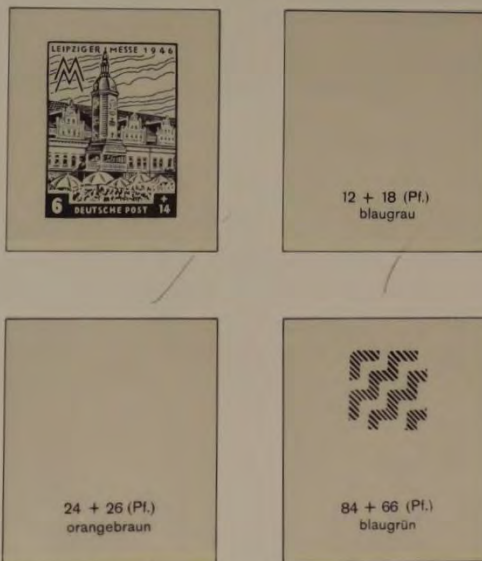 LEIPZIGER MESSE 1946
MM
6 DEUTSCHE POST + 14
12 + 18 (Pf.)
blaugrau
24 + 26 (Pf.)
orangebraun
84 + 66 (Pf.)
blaugrün